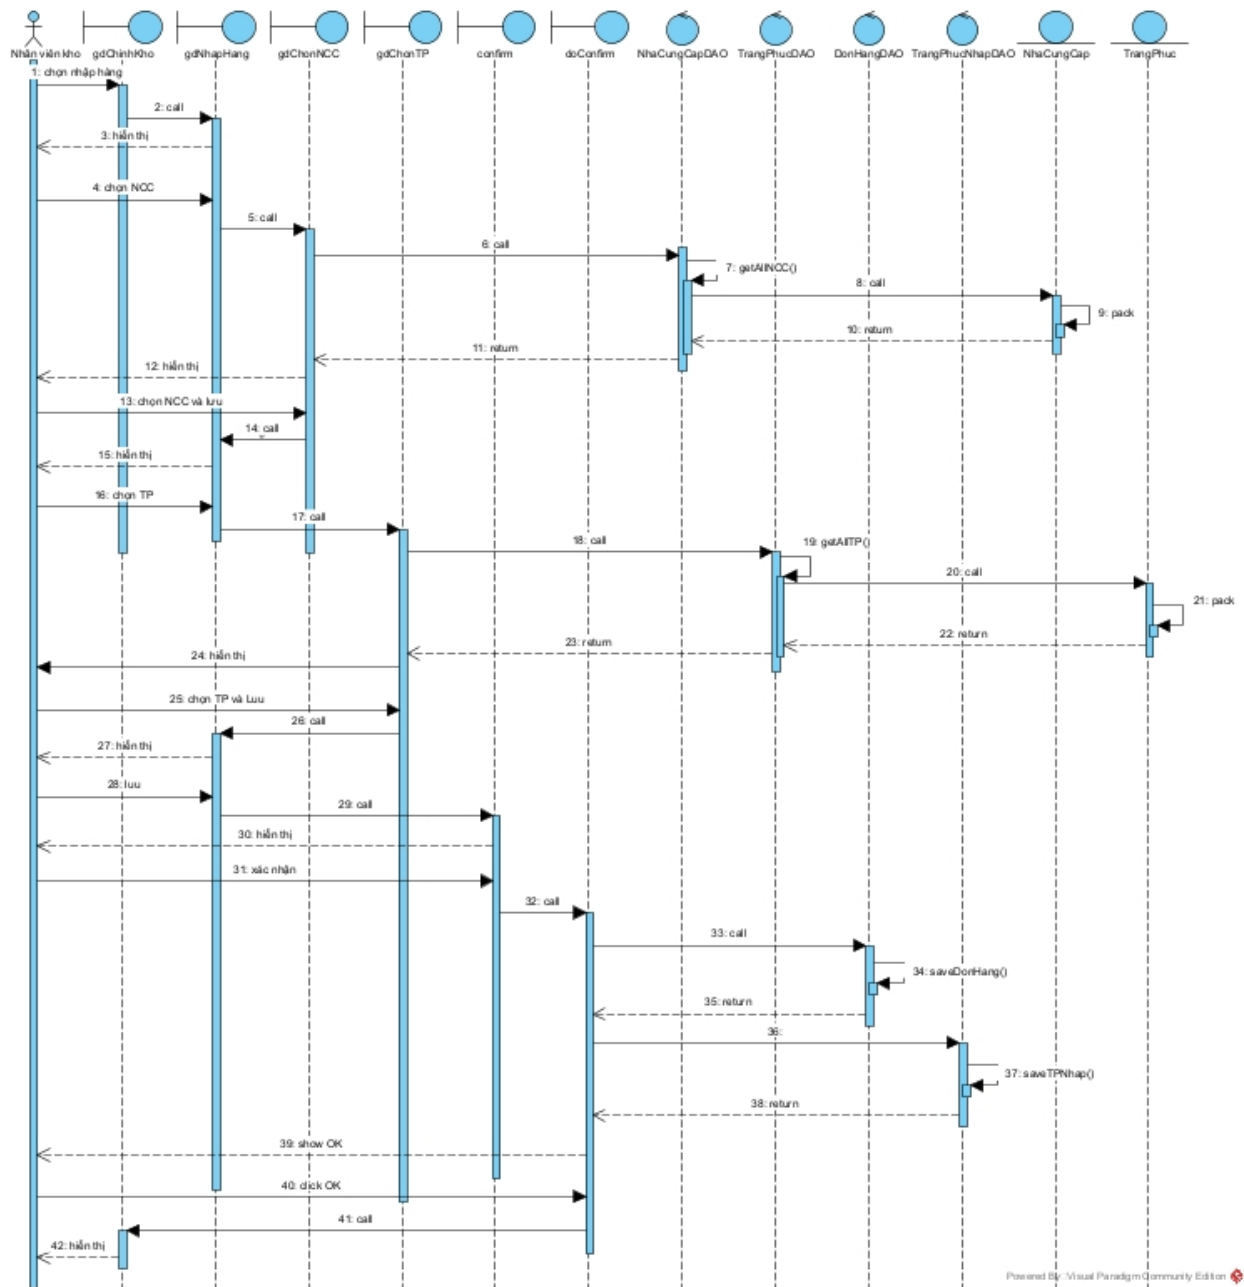 Nhân viên kho gdChinhKho gdNhapHang gdChonNCC gdChonTP confirm doConfirm NhaCungCapDAO TrangPhucDAO DonHangDAO TrangPhucNhapDAO NhaCungCap TrangPhuc
1: chọn nhập hàng
2: call
3: hiển thị
4: chọn NCC
5: call
6: call
7: getAllNCC()
8: call
9: pack
10: return
11: return
12: hiển thị
13: chọn NCC và lưu
14: call
15: hiển thị
16: chọn TP
17: call
18: call
19: getAllTP()
20: call
21: pack
22: return
23: return
24: hiển thị
25: chọn TP và Luu
26: call
27: hiển thị
28: luu
29: call
30: hiển thị
31: xác nhận
32: call
33: call
34: saveDonHang()
35: return
36:
37: saveTPNhap()
38: return
39: show OK
40: click OK
41: call
42: hiển thị
Powered By :Visual Paradigm Community Edition